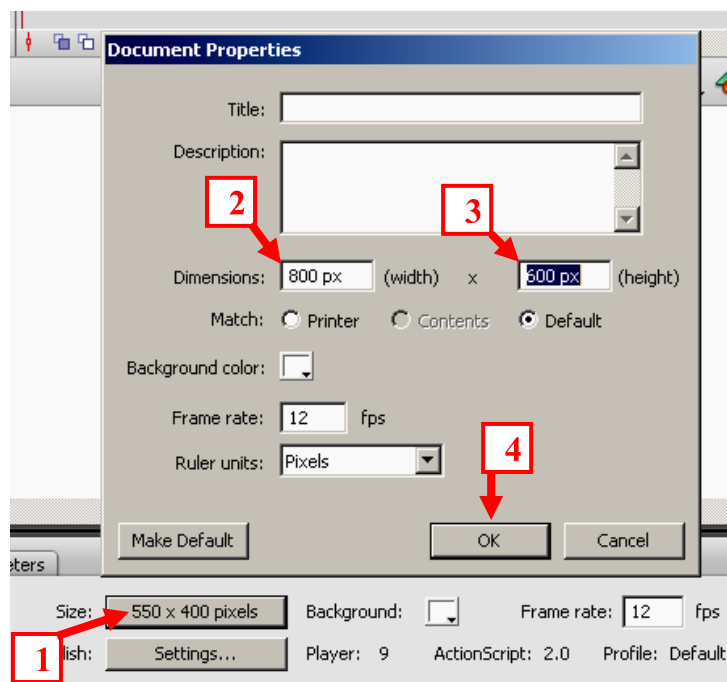 Document Properties
Title:
Description:
2
3
Dimensions: 800 px (width) x 600 px (height)
Match: Printer Contents Default
Background color:
Frame rate: 12 fps
Ruler units: Pixels
4
Make Default OK Cancel
eters
Size: 550 x 400 pixels Background: Frame rate: 12 fps
1
lish: Settings... Player: 9 ActionScript: 2.0 Profile: Default